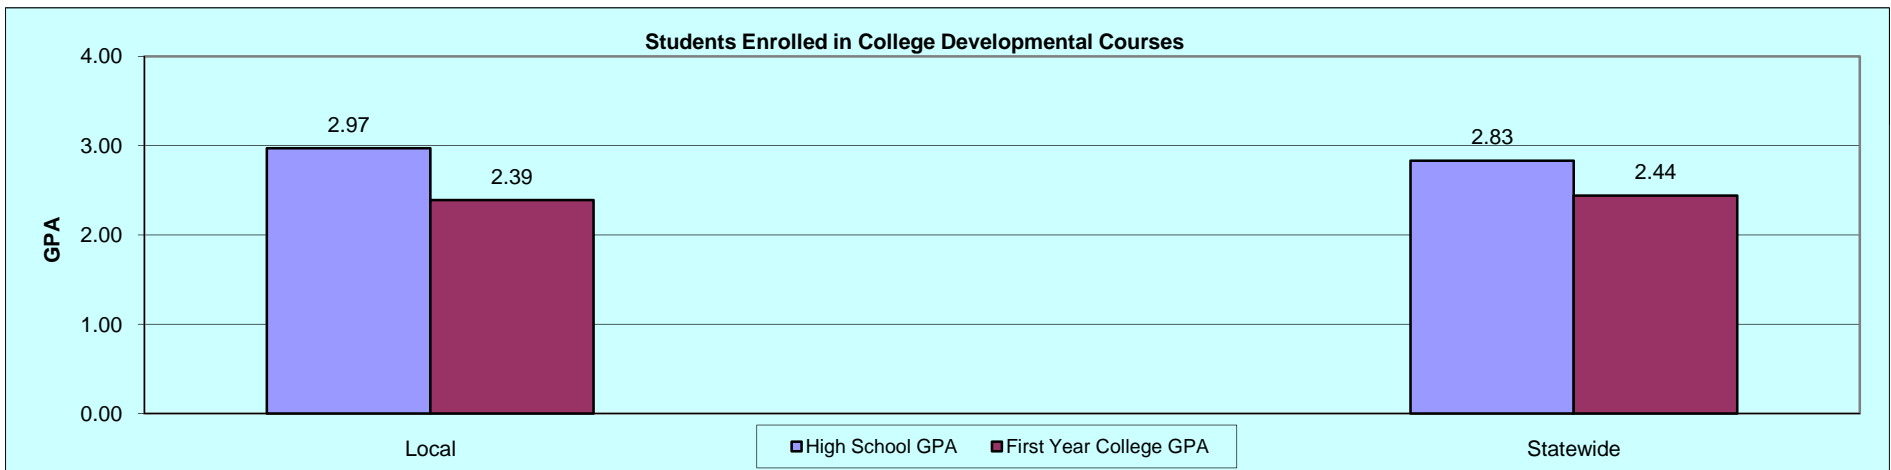 Students Enrolled in College Developmental Courses
4.00
3.00
2.00
1.00
0.00
GPA
2.97
2.39
2.83
2.44
Local
Statewide
High School GPA
First Year College GPA